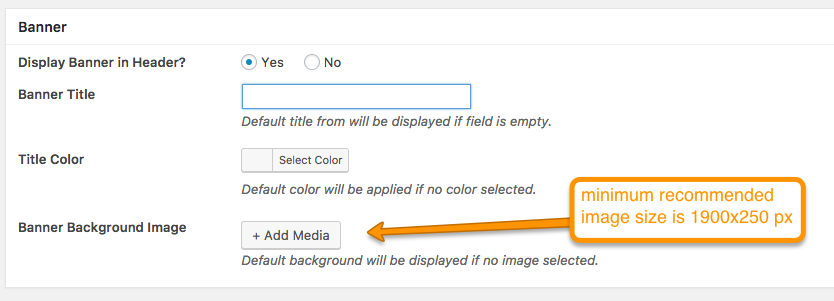 Banner
Display Banner in Header? Yes No
Banner Title
Default title from will be displayed if field is empty.
Title Color Select Color
Default color will be applied if no color selected.
minimum recommended
image size is 1900x250 px
Banner Background Image + Add Media
Default background will be displayed if no image selected.